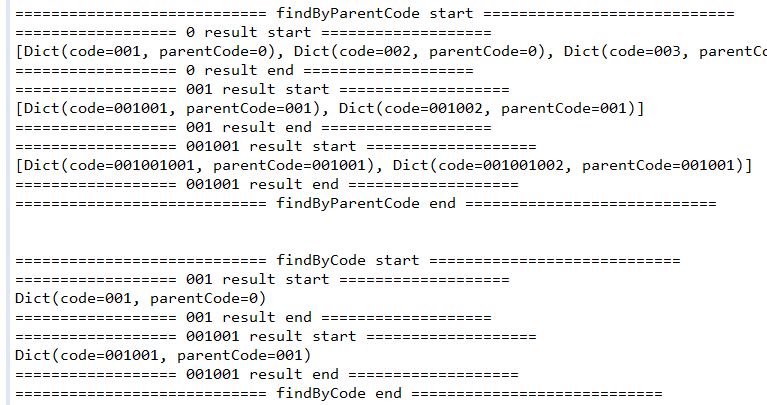 ============================ findByParentCode start ============================
================== 0 result start ===================
[Dict(code=001, parentCode=0), Dict(code=002, parentCode=0), Dict(code=003, parentCo
================== 0 result end ===================
================== 001 result start ===================
[Dict(code=001001, parentCode=001), Dict(code=001002, parentCode=001)]
================== 001 result end ===================
================== 001001 result start ===================
[Dict(code=001001001, parentCode=001001), Dict(code=001001002, parentCode=001001)]
================== 001001 result end ===================
============================ findByParentCode end ============================
============================ findByCode start ============================
================== 001 result start ===================
Dict(code=001, parentCode=0)
================== 001 result end ===================
================== 001001 result start ===================
Dict(code=001001, parentCode=001)
================== 001001 result end ===================
============================ findByCode end ============================